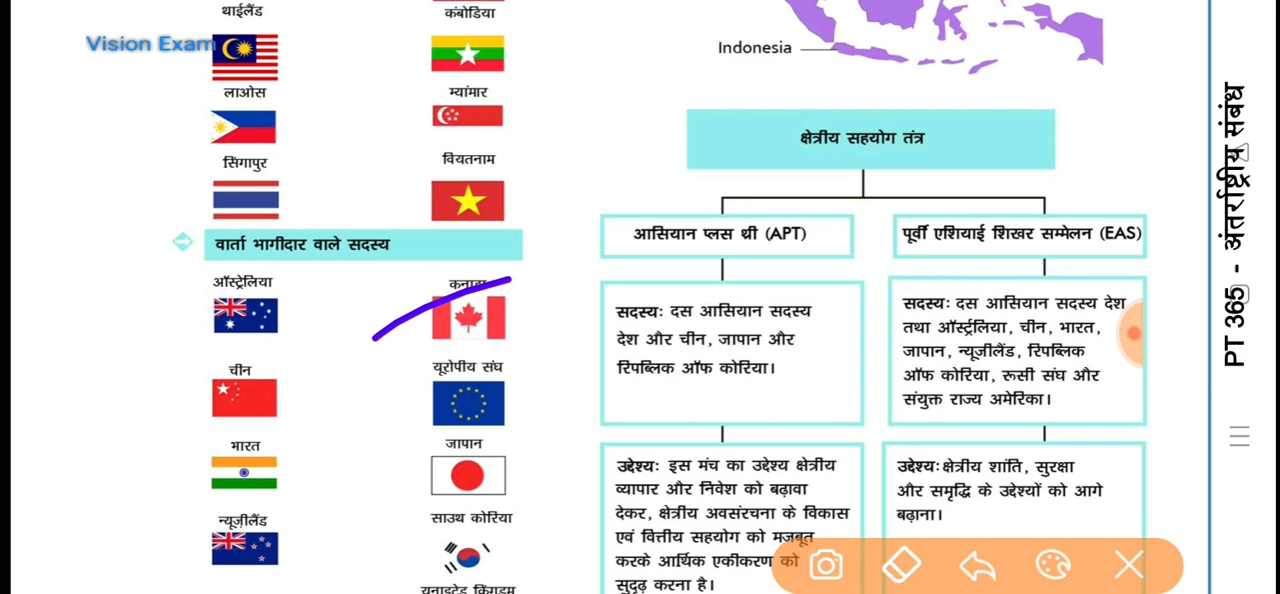 थाईलैंड
कंबोडिया
Vision Exam
लाओस
म्यांमार
सिंगापुर
वियतनाम
वार्ता भागीदार वाले सदस्य
ऑस्ट्रेलिया
कनाडा
चीन
यूरोपीय संघ
भारत
जापान
न्यूज़ीलैंड
साउथ कोरिया
यूनाइटेड किंगडम
Indonesia
क्षेत्रीय सहयोग तंत्र
आसियान प्लस थ्री (APT)
सदस्यः दस आसियान सदस्य
देश और चीन, जापान और
रिपब्लिक ऑफ कोरिया।
उद्देश्यः इस मंच का उद्देश्य क्षेत्रीय
व्यापार और निवेश को बढ़ावा
देकर, क्षेत्रीय अवसंरचना के विकास
एवं वित्तीय सहयोग को मजबूत
करके आर्थिक एकीकरण को
सुदृढ़ करना है।
पूर्वी एशियाई शिखर सम्मेलन (EAS)
सदस्यः दस आसियान सदस्य देश
तथा ऑस्ट्रेलिया, चीन, भारत,
जापान, न्यूजीलैंड, रिपब्लिक
ऑफ कोरिया, रूसी संघ और
संयुक्त राज्य अमेरिका।
उद्देश्यः क्षेत्रीय शांति, सुरक्षा
और समृद्धि के उद्देश्यों को आगे
बढ़ाना।
PT 365 - अंतर्राष्ट्रीय संबंध